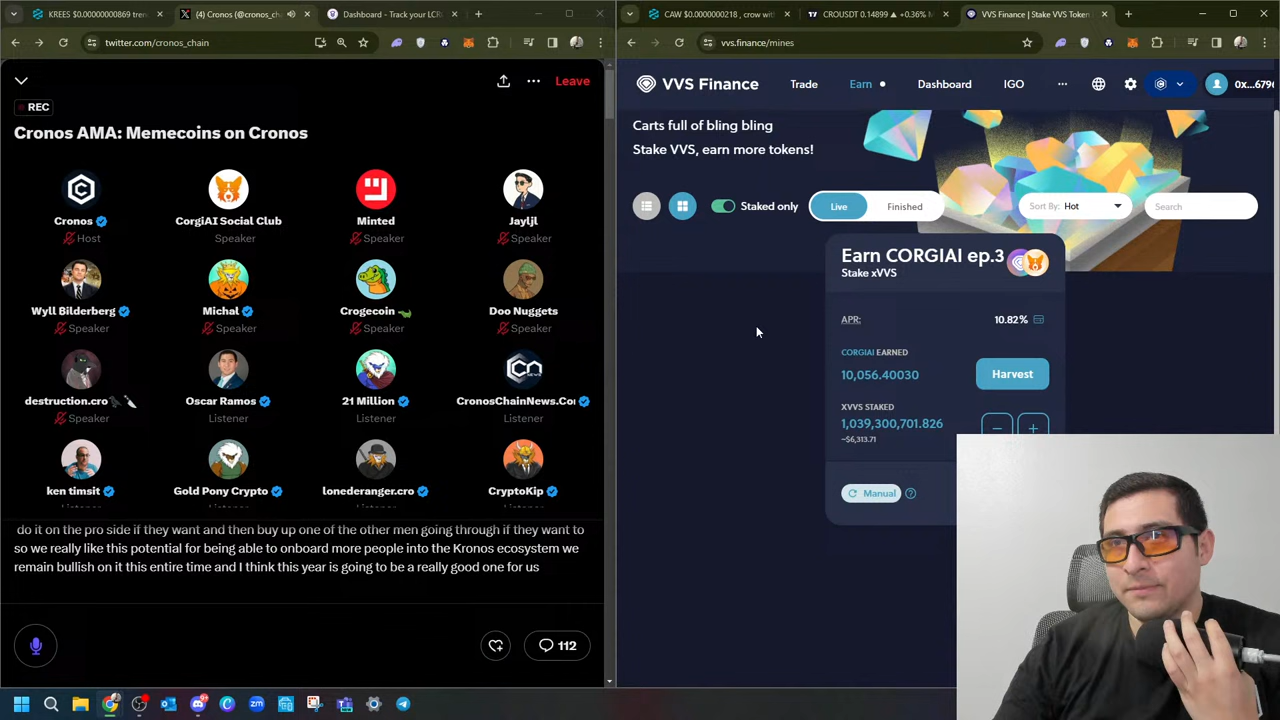 KREES $0.0000000869 tren
(4) Cronos (@cronos_ch
Dashboard - Track your LCR
twitter.com/cronos_chain
REC
Leave
Cronos AMA: Memecoins on Cronos
Cronos
Host
CorgiAI Social Club
Speaker
Minted
Speaker
Jayljl
Speaker
Wyll Bilderberg
Speaker
Michal
Speaker
Crogecoin
Speaker
Doo Nuggets
Speaker
destruction.cro
Speaker
Oscar Ramos
Listener
21 Million
Listener
CronosChainNews.Co
Listener
ken timsit
Gold Pony Crypto
lonederanger.cro
CryptoKip
do it on the pro side if they want and then buy up one of the other men going through if they want to
so we really like this potential for being able to onboard more people into the Kronos ecosystem we
remain bullish on it this entire time and I think this year is going to be a really good one for us
112
CAW $0.0000000218 , crow with
CROUSDT 0.14899 ▲ +0.36% M
VVS Finance | Stake VVS Token
vvs.finance/mines
VVS Finance
Trade
Earn
Dashboard
IGO
0x...679
Carts full of bling bling
Stake VVS, earn more tokens!
Staked only
Live
Finished
Sort By: Hot
Search
Earn CORGIAI ep.3
Stake xVVS
APR:
10.82%
CORGIAI EARNED
10,056.40030
Harvest
XVVS STAKED
1,039,300,701.826
~$6,313.71
Manual